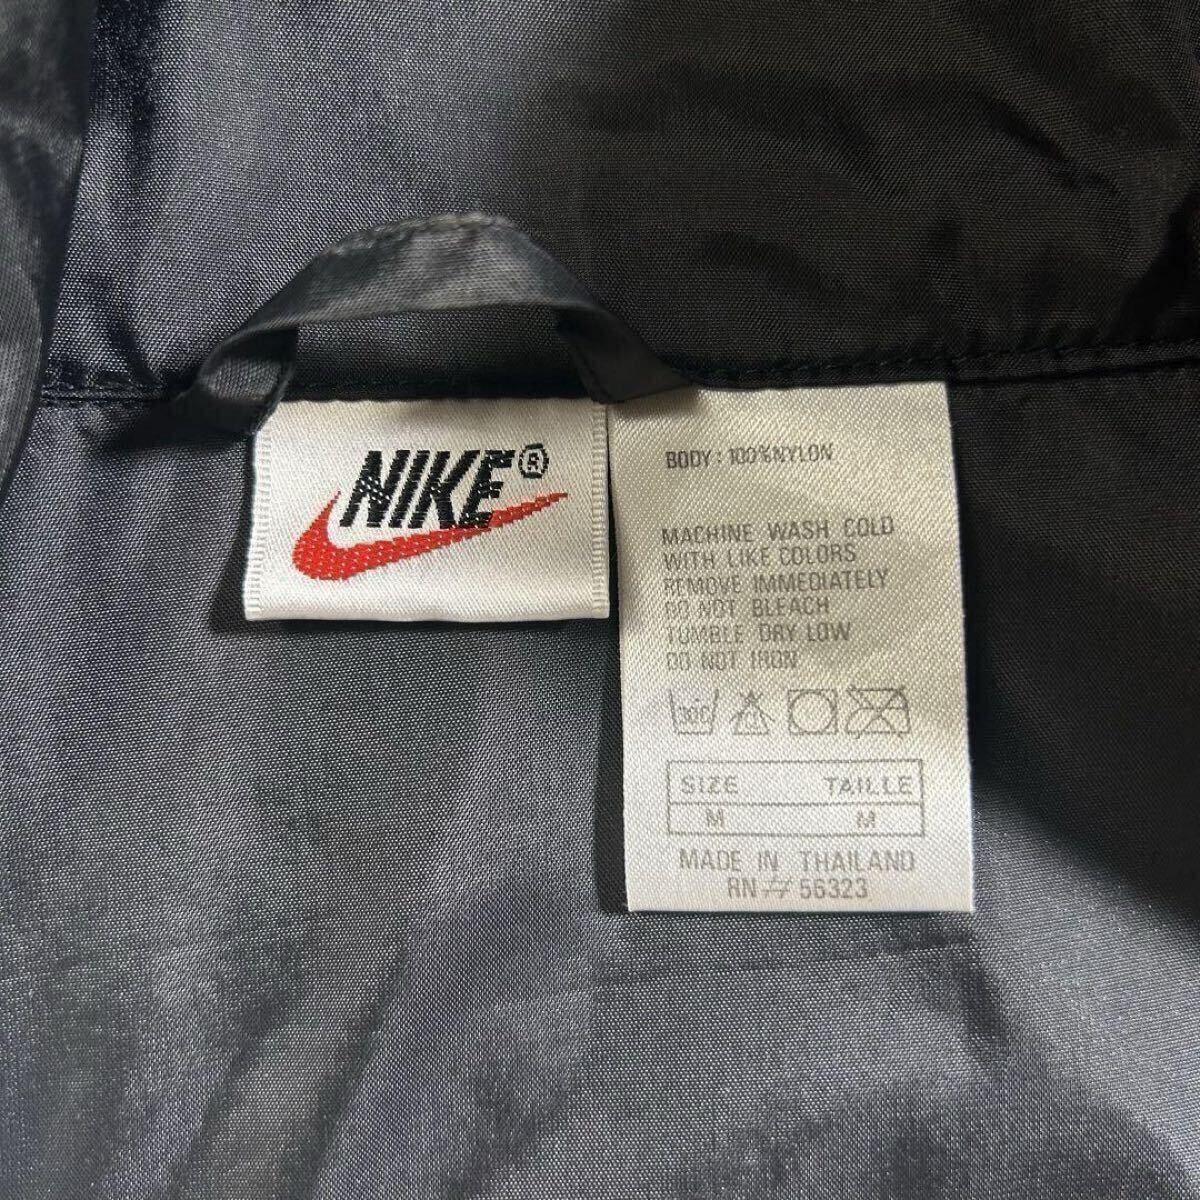 NIKE®
BODY : 100%NYLON
MACHINE WASH COLD
WITH LIKE COLORS
REMOVE IMMEDIATELY
DO NOT BLEACH
TUMBLE DRY LOW
DO NOT IRON
30°C
SIZE TAILLE
M M
MADE IN THAILAND
RN # 56323